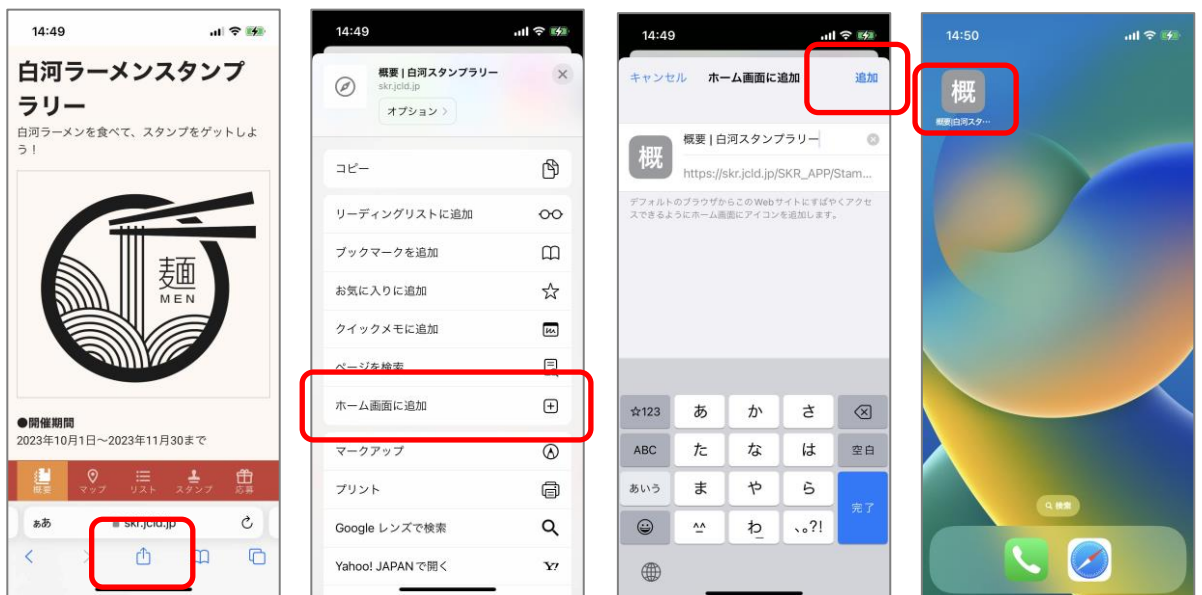 14:49
白河ラーメンスタンプ
ラリー
白河ラーメンを食べて、スタンプをゲットしよ
う！
麺
MEN
●開催期間
2023年10月1日～2023年11月30まで
概要
マップ
リスト
スタンプ
応募
ぁあ
skr.jcld.jp
14:49
概要 | 白河スタンプラリー
skr.jcld.jp
オプション
コピー
リーディングリストに追加
ブックマークを追加
お気に入りに追加
クイックメモに追加
ページを検索
ホーム画面に追加
マークアップ
プリント
Google レンズで検索
Yahoo! JAPANで開く
Y!
14:49
キャンセル
ホーム画面に追加
追加
概
概要 | 白河スタンプラリー
https://skr.jcld.jp/SKR_APP/Stam...
デフォルトのブラウザからこのWebサイトにすばやくアクセ
スできるようにホーム画面にアイコンを追加します。
☆123
あ
か
さ
ABC
た
な
は
空白
あいう
ま
や
ら
完了
^^
わ
、。?!
14:50
概
概要|白河スタ…
検索